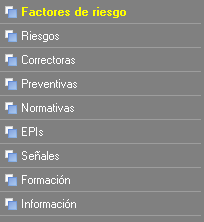 Factores de riesgo
Riesgos
Correctoras
Preventivas
Normativas
EPIs
Señales
Formación
Información